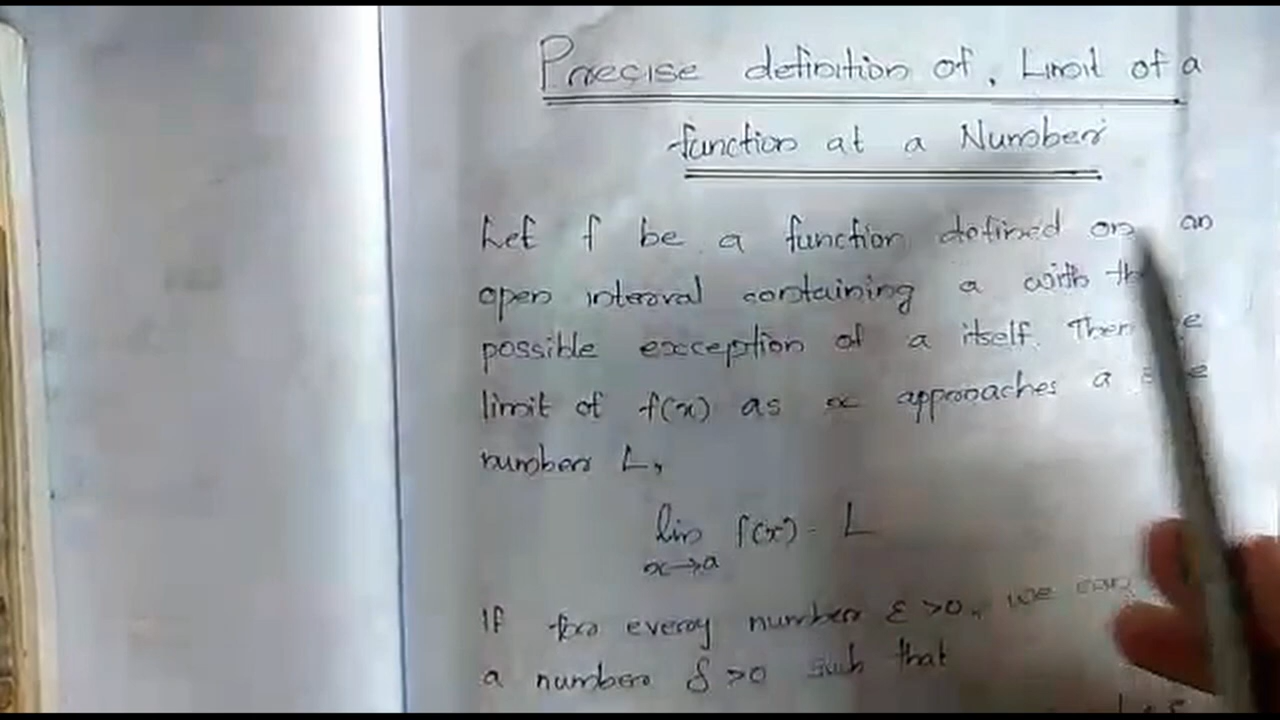 Precise definition of, Limit of a
function at a Number
Let f be a function defined on an
open interval containing a with
possible excception of a itself. Then
limit of f(x) as x approaches a
number L,
lim f(x) = L
x→a
If for every number ε >0, we can
a number δ >0 such that